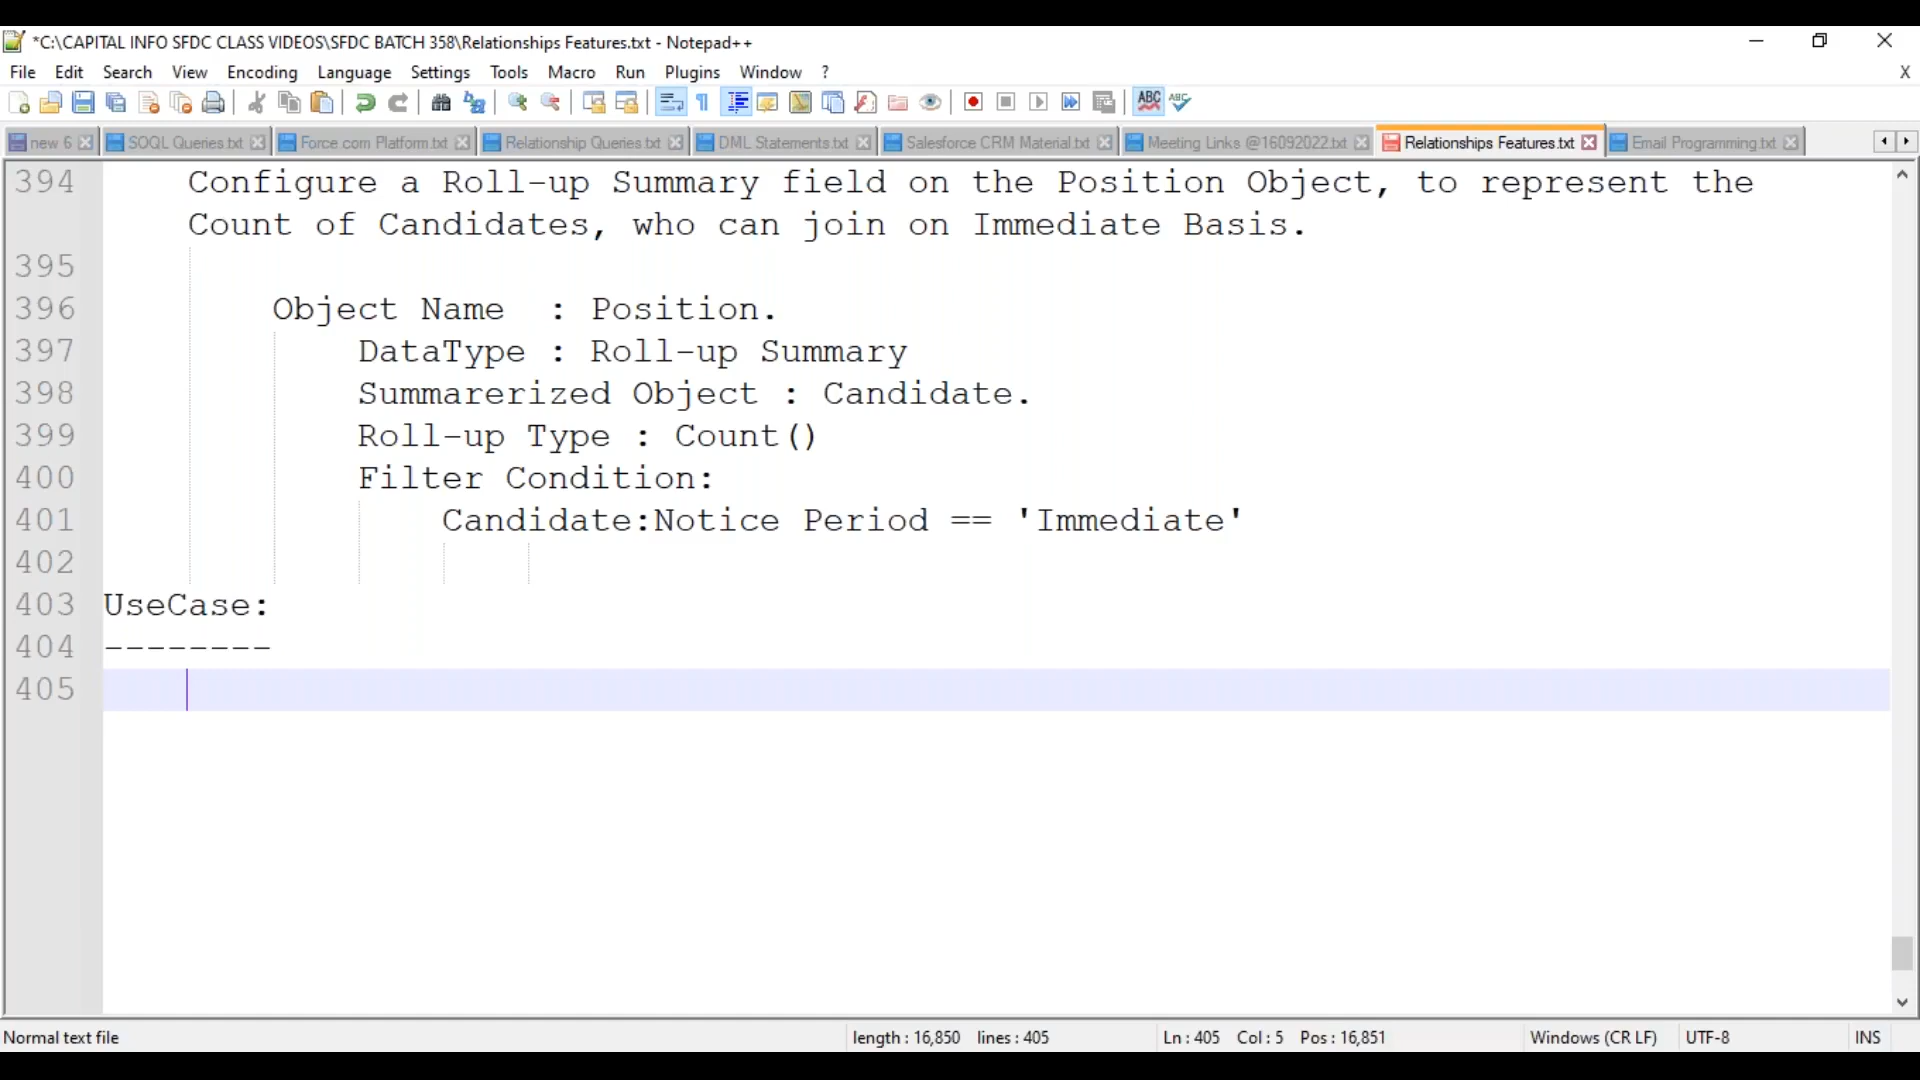 *C:\CAPITAL INFO SFDC CLASS VIDEOS\SFDC BATCH 358\Relationships Features.txt - Notepad++
File Edit Search View Encoding Language Settings Tools Macro Run Plugins Window ? X
new 6 SOQL Queries.txt Force com Platform.txt Relationship Queries.txt DML Statements.txt Salesforce CRM Material.txt Meeting Links @16092022.txt Relationships Features.txt Email Programming.txt
394 Configure a Roll-up Summary field on the Position Object, to represent the
Count of Candidates, who can join on Immediate Basis.
395
396 Object Name : Position.
397 DataType : Roll-up Summary
398 Summarerized Object : Candidate.
399 Roll-up Type : Count()
400 Filter Condition:
401 Candidate:Notice Period == 'Immediate'
402
403 UseCase:
404 --------
405
Normal text file length : 16,850 lines : 405 Ln : 405 Col : 5 Pos : 16,851 Windows (CR LF) UTF-8 INS